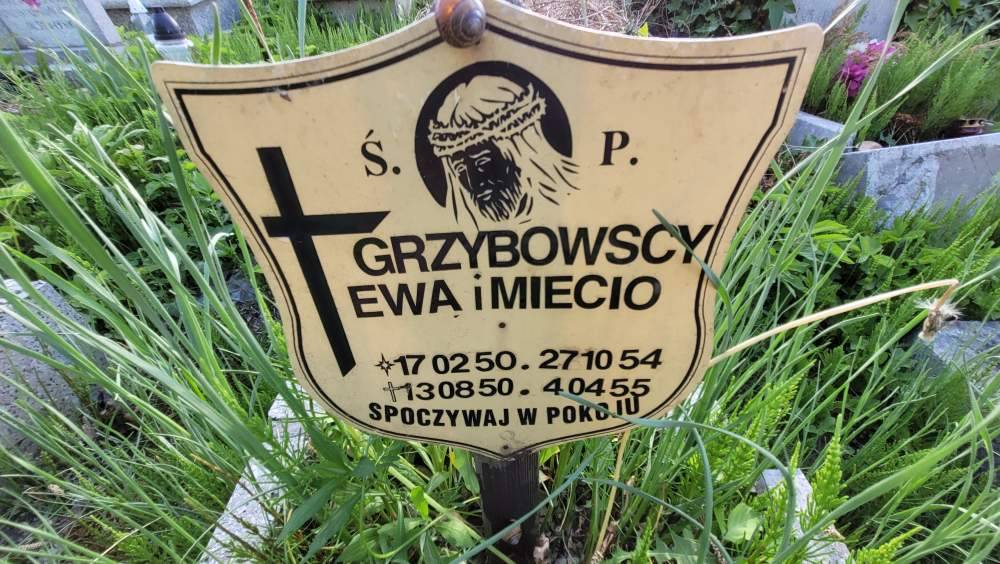 Ś. P.
GRZYBOWSCY
EWA i MIECIO
170250. 271054
130850. 40455
SPOCZYWAJ W POKOJU